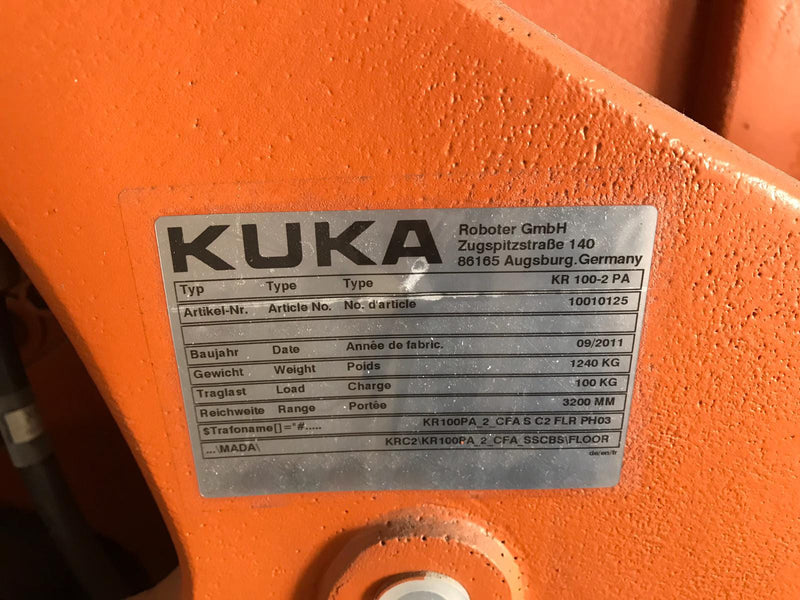 KUKA
Roboter GmbH
Zugspitzstraße 140
86165 Augsburg.Germany
Typ Type Type KR 100-2 PA
Artikel-Nr. Article No. No. d'article 10010125
Baujahr Date Année de fabric. 09/2011
Gewicht Weight Poids 1240 KG
Traglast Load Charge 100 KG
Reichweite Range Portée 3200 MM
$Trafoname[]="#..... KR100PA_2_CFA S C2 FLR PH03
...\MADA\ KRC2\KR100PA_2_CFA_SSCBS\FLOOR
de/en/fr